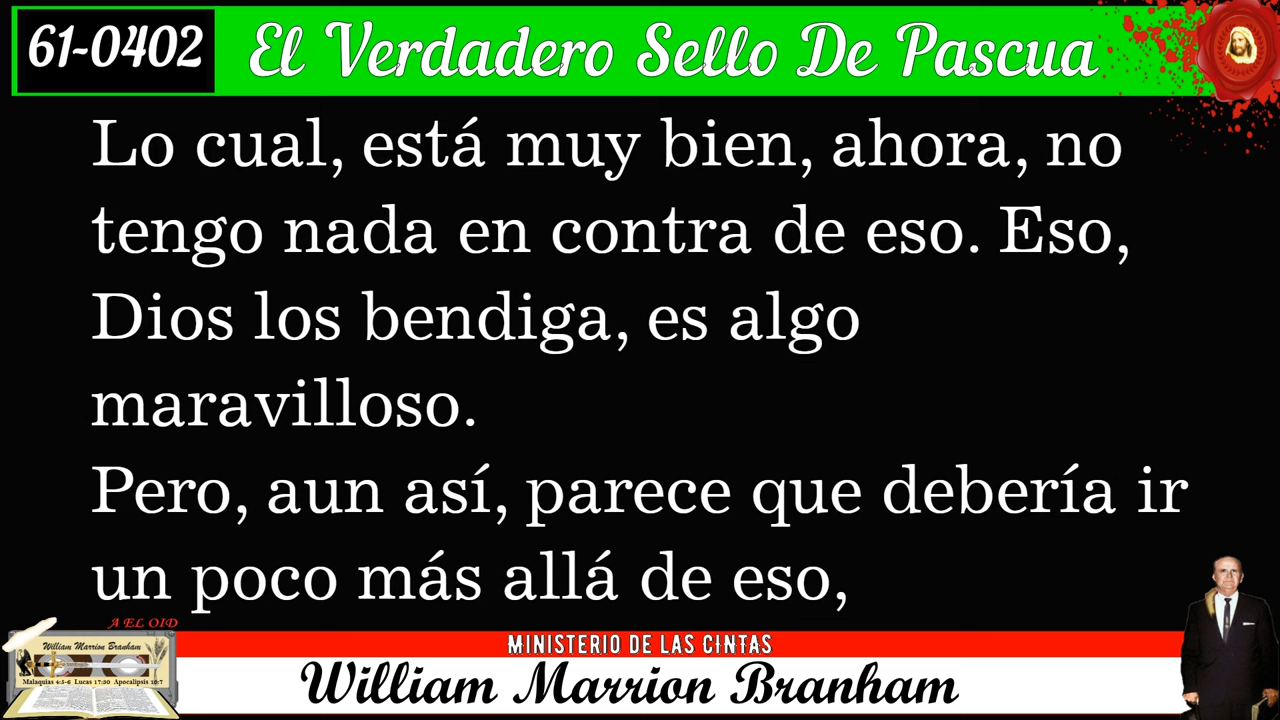 61-0402
El Verdadero Sello De Pascua
Lo cual, está muy bien, ahora, no
tengo nada en contra de eso. Eso,
Dios los bendiga, es algo
maravilloso.
Pero, aun así, parece que debería ir
un poco más allá de eso,
A EL OID
William Marrion Branham
Malaquias 4:5-6 Lucas 17:30 Apocalipsis 10:7
MINISTERIO DE LAS CINTAS
William Marrion Branham